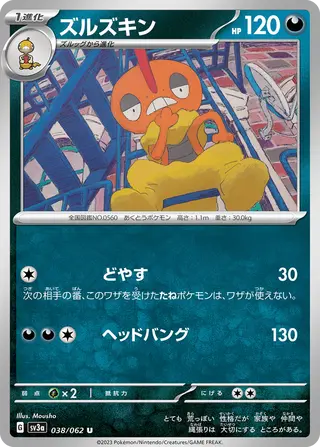 1進化
ズルズキン
HP 120
ズルッグから進化
全国図鑑NO.0560 あくとうポケモン 高さ:1.1m 重さ:30.0kg
どやす 30
次の相手の番、このワザを受けたたねポケモンは、ワザが使えない。
ヘッドバング 130
弱点 ×2 抵抗力 にげる
Illus. Mousho
G sv3a 038/062 U
とても 荒っぽい 性格だが 家族や 仲間や
縄張りは 大切にする ところがある。
©2023 Pokémon/Nintendo/Creatures/GAME FREAK.